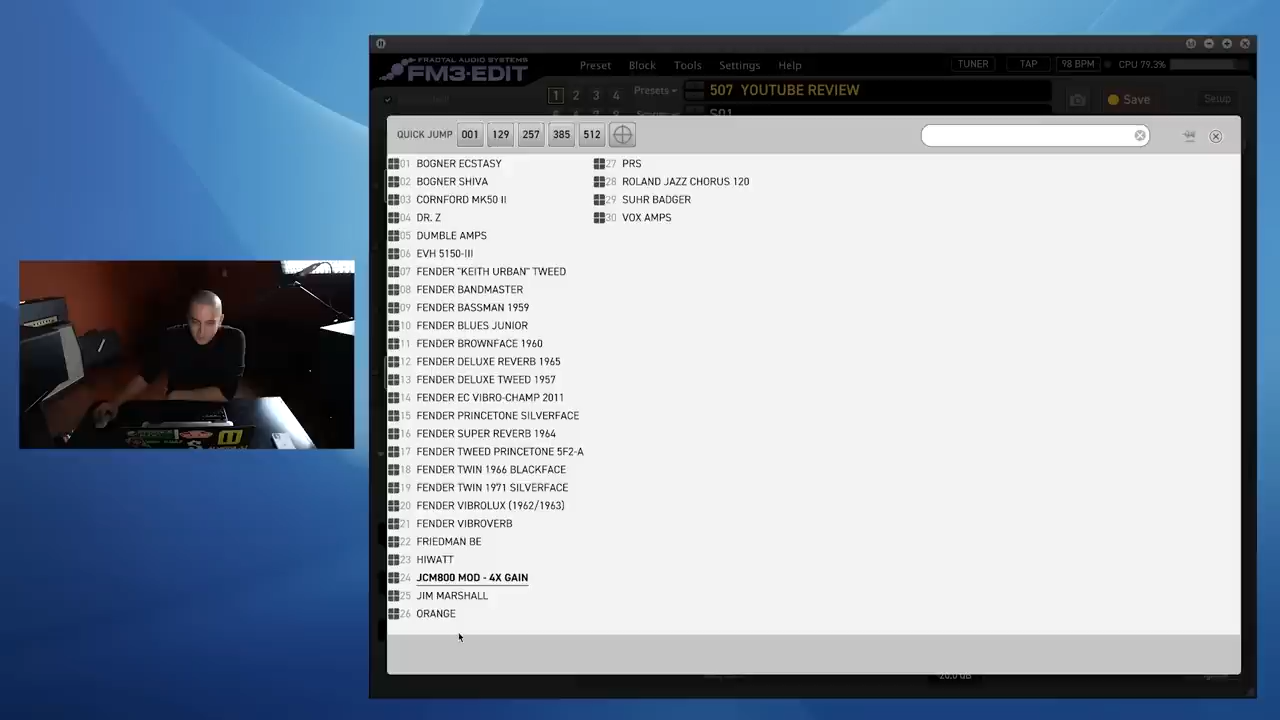 FRACTAL AUDIO SYSTEMS
FM3-EDIT
Preset Block Tools Settings Help
TUNER TAP 98 BPM CPU 79.3%
1 2 3 4 Presets 507 YOUTUBE REVIEW Save Setup
QUICK JUMP 001 129 257 385 512
01 BOGNER ECSTASY
02 BOGNER SHIVA
03 CORNFORD MK50 II
04 DR. Z
05 DUMBLE AMPS
06 EVH 5150-III
07 FENDER "KEITH URBAN" TWEED
08 FENDER BANDMASTER
09 FENDER BASSMAN 1959
10 FENDER BLUES JUNIOR
11 FENDER BROWNFACE 1960
12 FENDER DELUXE REVERB 1965
13 FENDER DELUXE TWEED 1957
14 FENDER EC VIBRO-CHAMP 2011
15 FENDER PRINCETONE SILVERFACE
16 FENDER SUPER REVERB 1964
17 FENDER TWEED PRINCETONE 5F2-A
18 FENDER TWIN 1966 BLACKFACE
19 FENDER TWIN 1971 SILVERFACE
20 FENDER VIBROLUX (1962/1963)
21 FENDER VIBROVERB
22 FRIEDMAN BE
23 HIWATT
24 JCM800 MOD - 4X GAIN
25 JIM MARSHALL
26 ORANGE
27 PRS
28 ROLAND JAZZ CHORUS 120
29 SUHR BADGER
30 VOX AMPS
-20.0 dB